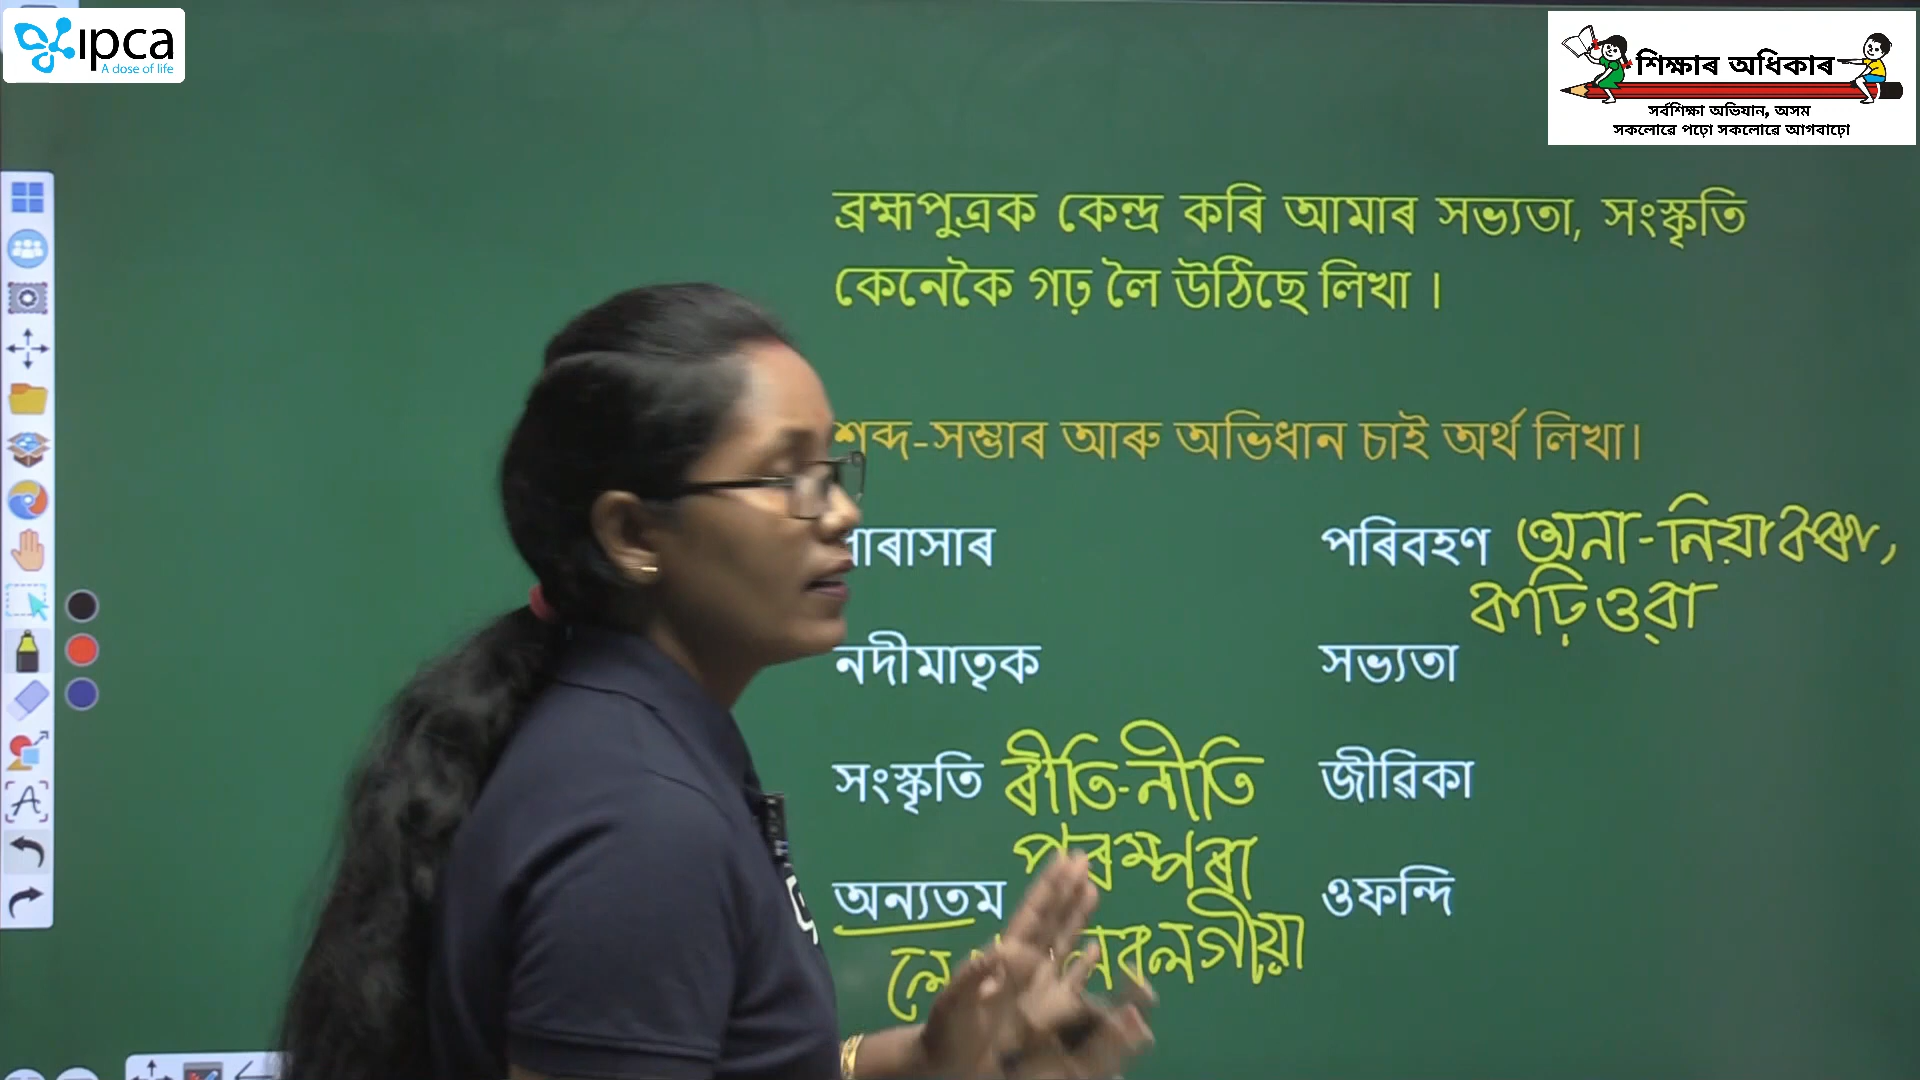 ipca
A dose of life
শিক্ষাৰ অধিকাৰ
সৰ্বশিক্ষা অভিযান, অসম
সকলোৱে পঢ়ো সকলোৱে আগবাঢ়ো
ব্ৰহ্মপুত্ৰক কেন্দ্ৰ কৰি আমাৰ সভ্যতা, সংস্কৃতি
কেনেকৈ গঢ় লৈ উঠিছে লিখা ।
শব্দ-সম্ভাৰ আৰু অভিধান চাই অৰ্থ লিখা।
পৰিবহণ অনা-নিয়া কৰা,
কঢ়িওৱা
নদীমাতৃক
সভ্যতা
সংস্কৃতি ৰীতি-নীতি
জীৱিকা
পৰম্পৰা
অন্যতম
ওফন্দি